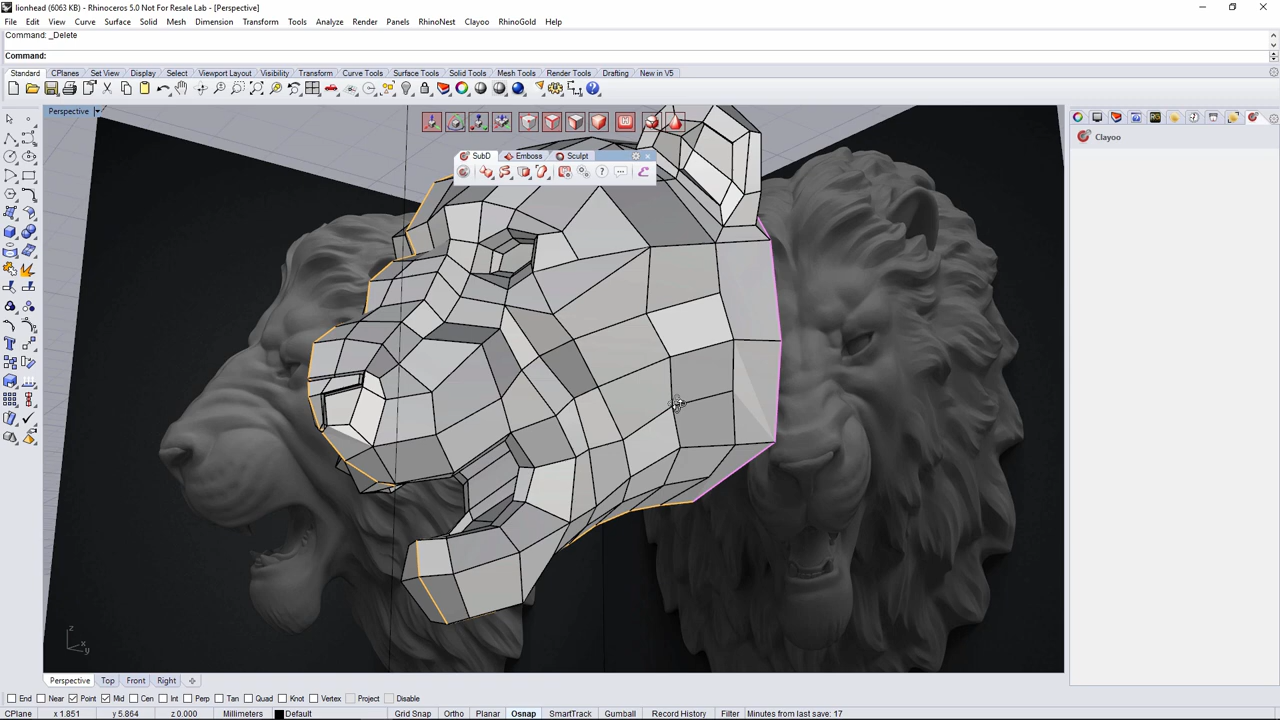 lionhead (6063 KB) - Rhinoceros 5.0 Not For Resale Lab - [Perspective]
File Edit View Curve Surface Solid Mesh Dimension Transform Tools Analyze Render Panels RhinoNest Clayoo RhinoGold Help
Command: _Delete
Command:
Standard CPlanes Set View Display Select Viewport Layout Visibility Transform Curve Tools Surface Tools Solid Tools Mesh Tools Render Tools Drafting New in V5
Perspective
Clayoo
SubD Emboss Sculpt
z
x
y
Perspective Top Front Right
End Near Point Mid Cen Int Perp Tan Quad Knot Vertex Project Disable
CPlane x 1.851 y 5.864 z 0.000 Millimeters Default Grid Snap Ortho Planar Osnap SmartTrack Gumball Record History Filter Minutes from last save: 17